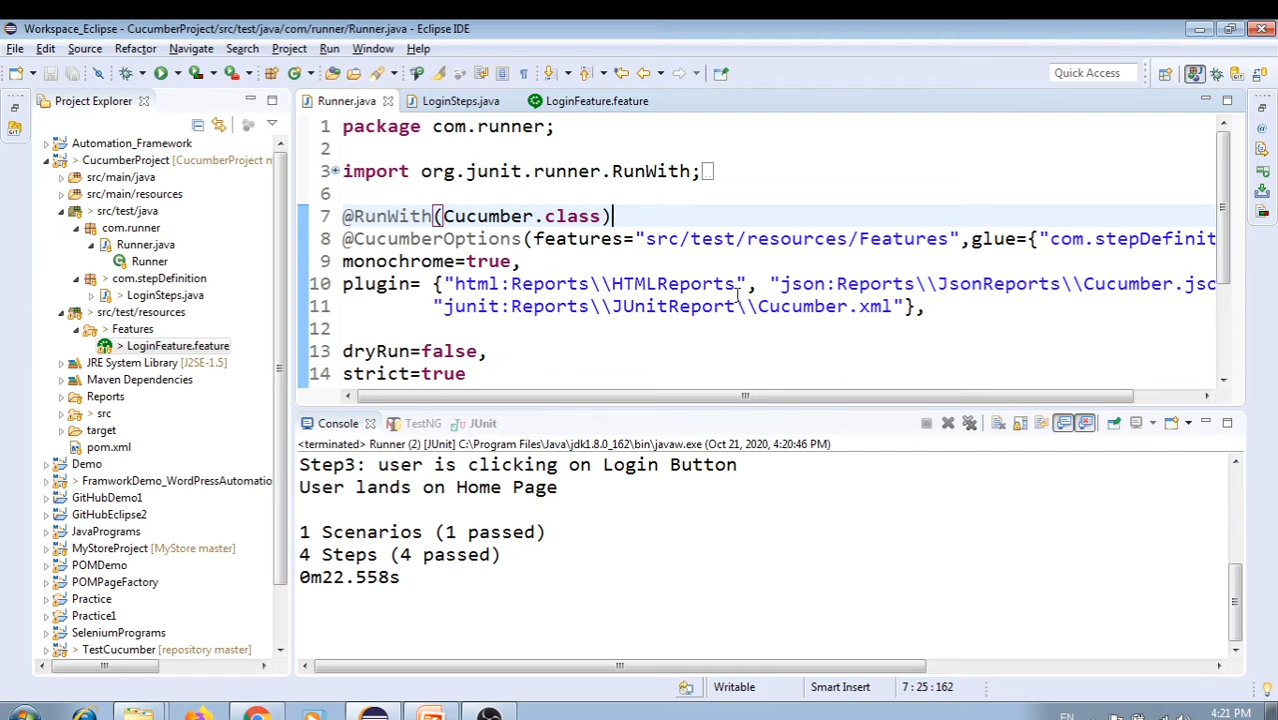 Workspace_Eclipse - CucumberProject/src/test/java/com/runner/Runner.java - Eclipse IDE
File Edit Source Refactor Navigate Search Project Run Window Help
Quick Access
Project Explorer
Automation_Framework
CucumberProject [CucumberProject m
src/main/java
src/main/resources
src/test/java
com.runner
Runner.java
Runner
com.stepDefinition
LoginSteps.java
src/test/resources
Features
> LoginFeature.feature
JRE System Library [J2SE-1.5]
Maven Dependencies
Reports
> src
target
pom.xml
Demo
> FramworkDemo_WordPressAutomation
GitHubDemo1
GitHubEclipse2
JavaPrograms
MyStoreProject [MyStore master]
POMDemo
POMPageFactory
Practice
Practice1
SeleniumPrograms
> TestCucumber [repository master]
Runner.java LoginSteps.java LoginFeature.feature
1 package com.runner;
2
3 import org.junit.runner.RunWith;
6
7 @RunWith(Cucumber.class)
8 @CucumberOptions(features="src/test/resources/Features",glue={"com.stepDefinit
9 monochrome=true,
10 plugin= {"html:Reports\\HTMLReports", "json:Reports\\JsonReports\\Cucumber.jso
11 "junit:Reports\\JUnitReport\\Cucumber.xml"},
12
13 dryRun=false,
14 strict=true
Console TestNG JUnit
<terminated> Runner (2) [JUnit] C:\Program Files\Java\jdk1.8.0_162\bin\javaw.exe (Oct 21, 2020, 4:20:46 PM)
Step3: user is clicking on Login Button
User lands on Home Page
1 Scenarios (1 passed)
4 Steps (4 passed)
0m22.558s
Writable Smart Insert 7 : 25 : 162
EN 4:21 PM